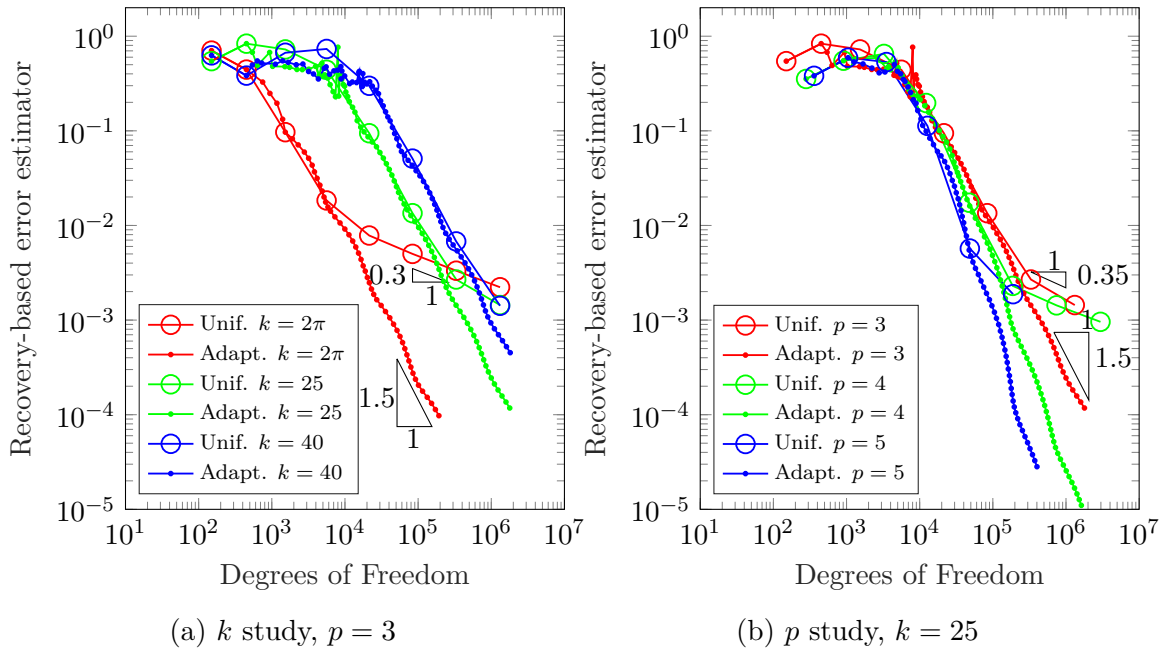 10^0
10^{-1}
10^{-2}
10^{-3}
10^{-4}
10^{-5}
10^1
10^2
10^3
10^4
10^5
10^6
10^7
Recovery-based error estimator
Degrees of Freedom
0.3
1
1.5
1
Unif. k = 2π
Adapt. k = 2π
Unif. k = 25
Adapt. k = 25
Unif. k = 40
Adapt. k = 40
(a) k study, p = 3
10^0
10^{-1}
10^{-2}
10^{-3}
10^{-4}
10^{-5}
10^1
10^2
10^3
10^4
10^5
10^6
10^7
Recovery-based error estimator
Degrees of Freedom
1
0.35
1
1.5
Unif. p = 3
Adapt. p = 3
Unif. p = 4
Adapt. p = 4
Unif. p = 5
Adapt. p = 5
(b) p study, k = 25